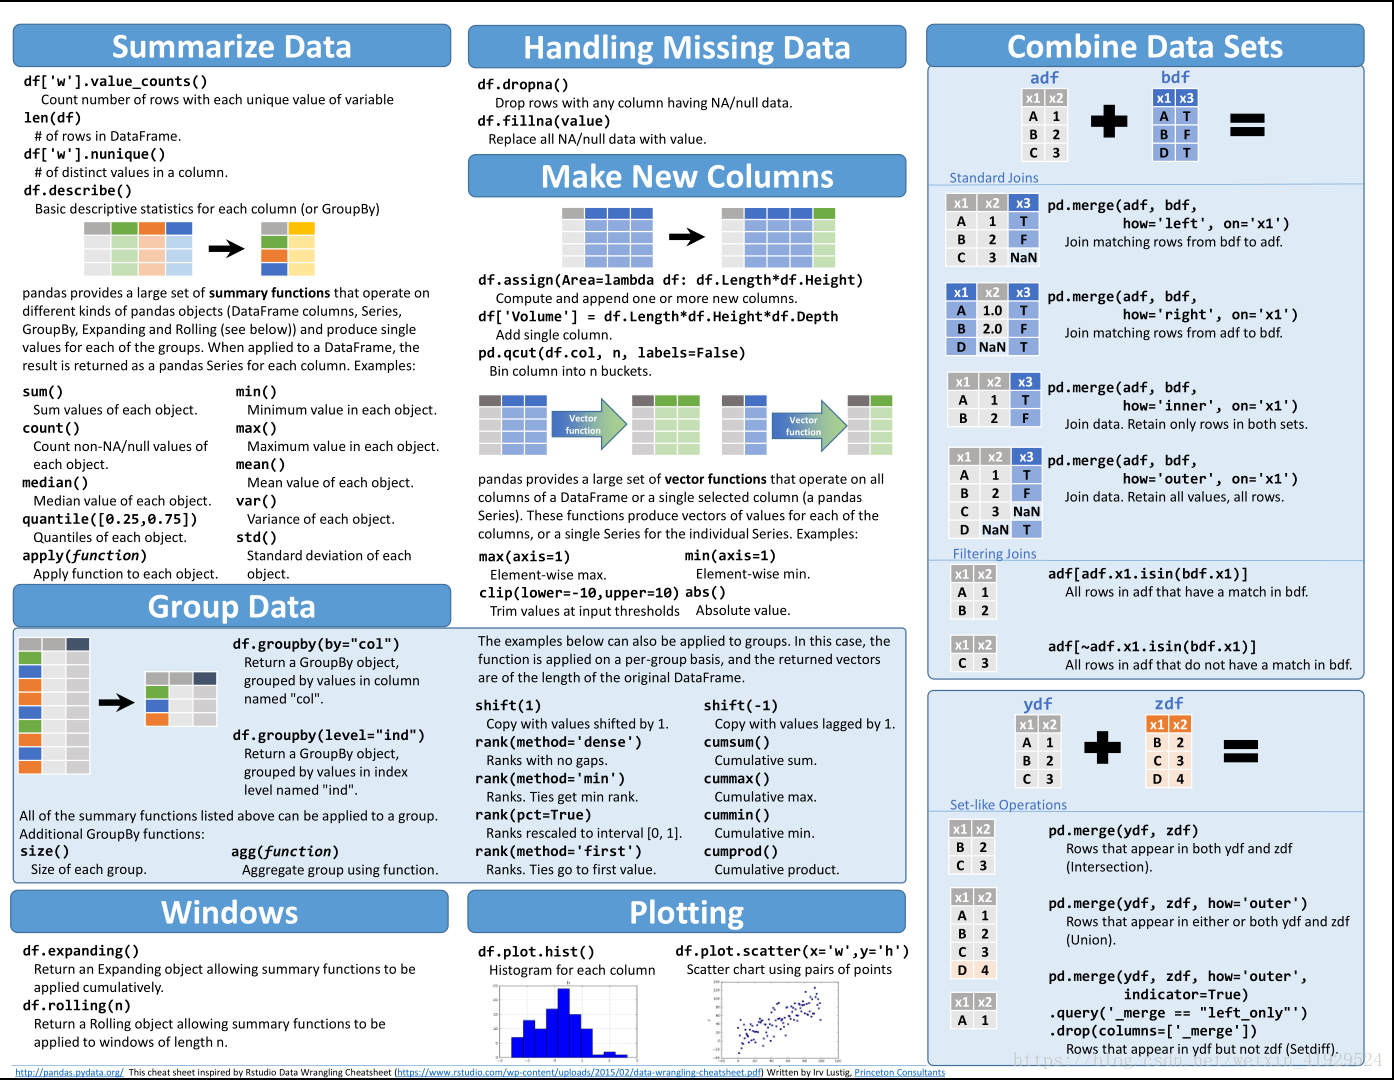 Summarize Data
df['w'].value_counts()
Count number of rows with each unique value of variable
len(df)
# of rows in DataFrame.
df['w'].nunique()
# of distinct values in a column.
df.describe()
Basic descriptive statistics for each column (or GroupBy)
pandas provides a large set of summary functions that operate on
different kinds of pandas objects (DataFrame columns, Series,
GroupBy, Expanding and Rolling (see below)) and produce single
values for each of the groups. When applied to a DataFrame, the
result is returned as a pandas Series for each column. Examples:
sum()
Sum values of each object.
count()
Count non-NA/null values of
each object.
median()
Median value of each object.
quantile([0.25,0.75])
Quantiles of each object.
apply(function)
Apply function to each object.
min()
Minimum value in each object.
max()
Maximum value in each object.
mean()
Mean value of each object.
var()
Variance of each object.
std()
Standard deviation of each
object.
Group Data
df.groupby(by="col")
Return a GroupBy object,
grouped by values in column
named "col".
df.groupby(level="ind")
Return a GroupBy object,
grouped by values in index
level named "ind".
All of the summary functions listed above can be applied to a group.
Additional GroupBy functions:
size()
Size of each group.
agg(function)
Aggregate group using function.
Windows
df.expanding()
Return an Expanding object allowing summary functions to be
applied cumulatively.
df.rolling(n)
Return a Rolling object allowing summary functions to be
applied to windows of length n.
Handling Missing Data
df.dropna()
Drop rows with any column having NA/null data.
df.fillna(value)
Replace all NA/null data with value.
Make New Columns
df.assign(Area=lambda df: df.Length*df.Height)
Compute and append one or more new columns.
df['Volume'] = df.Length*df.Height*df.Depth
Add single column.
pd.qcut(df.col, n, labels=False)
Bin column into n buckets.
Vector
function
Vector
function
pandas provides a large set of vector functions that operate on all
columns of a DataFrame or a single selected column (a pandas
Series). These functions produce vectors of values for each of the
columns, or a single Series for the individual Series. Examples:
max(axis=1)
Element-wise max.
clip(lower=-10,upper=10)
Trim values at input thresholds
min(axis=1)
Element-wise min.
abs()
Absolute value.
The examples below can also be applied to groups. In this case, the
function is applied on a per-group basis, and the returned vectors
are of the length of the original DataFrame.
shift(1)
Copy with values shifted by 1.
rank(method='dense')
Ranks with no gaps.
rank(method='min')
Ranks. Ties get min rank.
rank(pct=True)
Ranks rescaled to interval [0, 1].
rank(method='first')
Ranks. Ties go to first value.
shift(-1)
Copy with values lagged by 1.
cumsum()
Cumulative sum.
cummax()
Cumulative max.
cummin()
Cumulative min.
cumprod()
Cumulative product.
Plotting
df.plot.hist()
Histogram for each column
df.plot.scatter(x='w',y='h')
Scatter chart using pairs of points
Combine Data Sets
adf bdf
x1 x2 x1 x3
A 1 A T
B 2 B F
C 3 D T
Standard Joins
x1 x2 x3
A 1 T
B 2 F
C 3 NaN
pd.merge(adf, bdf,
how='left', on='x1')
Join matching rows from bdf to adf.
x1 x2 x3
A 1.0 T
B 2.0 F
D NaN T
pd.merge(adf, bdf,
how='right', on='x1')
Join matching rows from adf to bdf.
x1 x2 x3
A 1 T
B 2 F
pd.merge(adf, bdf,
how='inner', on='x1')
Join data. Retain only rows in both sets.
x1 x2 x3
A 1 T
B 2 F
C 3 NaN
D NaN T
pd.merge(adf, bdf,
how='outer', on='x1')
Join data. Retain all values, all rows.
Filtering Joins
x1 x2
A 1
B 2
adf[adf.x1.isin(bdf.x1)]
All rows in adf that have a match in bdf.
x1 x2
C 3
adf[~adf.x1.isin(bdf.x1)]
All rows in adf that do not have a match in bdf.
ydf zdf
x1 x2 x1 x2
A 1 B 2
B 2 C 3
C 3 D 4
Set-like Operations
x1 x2
B 2
C 3
pd.merge(ydf, zdf)
Rows that appear in both ydf and zdf
(Intersection).
x1 x2
A 1
B 2
C 3
D 4
pd.merge(ydf, zdf, how='outer')
Rows that appear in either or both ydf and zdf
(Union).
x1 x2
A 1
pd.merge(ydf, zdf, how='outer',
indicator=True)
.query('_merge == "left_only"')
.drop(columns=['_merge'])
Rows that appear in ydf but not zdf (Setdiff).
https://blog.csdn.net/weixin_41929524
http://pandas.pydata.org/ This cheat sheet inspired by Rstudio Data Wrangling Cheatsheet (https://www.rstudio.com/wp-content/uploads/2015/02/data-wrangling-cheatsheet.pdf) Written by Irv Lustig, Princeton Consultants